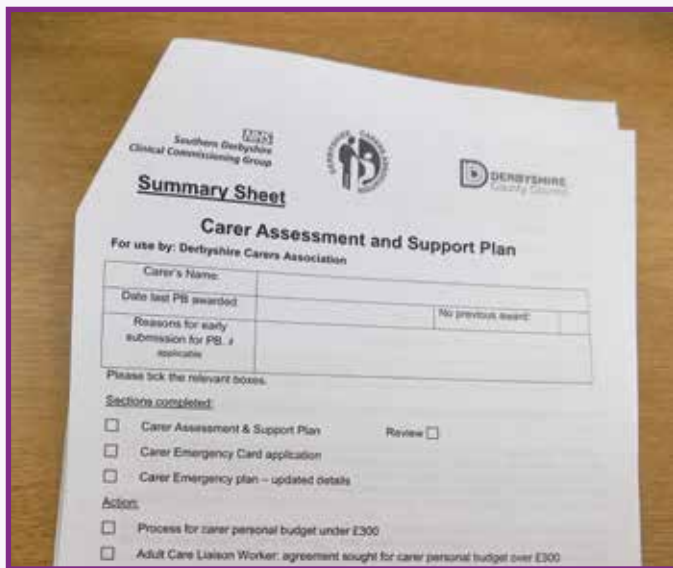 NHS
Southern Derbyshire
Clinical Commissioning Group
DERBYSHIRE CARERS ASSOCIATION
DERBYSHIRE
County Council
Summary Sheet
Carer Assessment and Support Plan
For use by: Derbyshire Carers Association
Carer's Name:
Date last PB awarded:
No previous award:
Reasons for early
submission for PB, if
applicable
Please tick the relevant boxes.
Sections completed:
Carer Assessment & Support Plan Review
Carer Emergency Card application
Carer Emergency plan – updated details
Action:
Process for carer personal budget under £300
Adult Care Liaison Worker: agreement sought for carer personal budget over £300